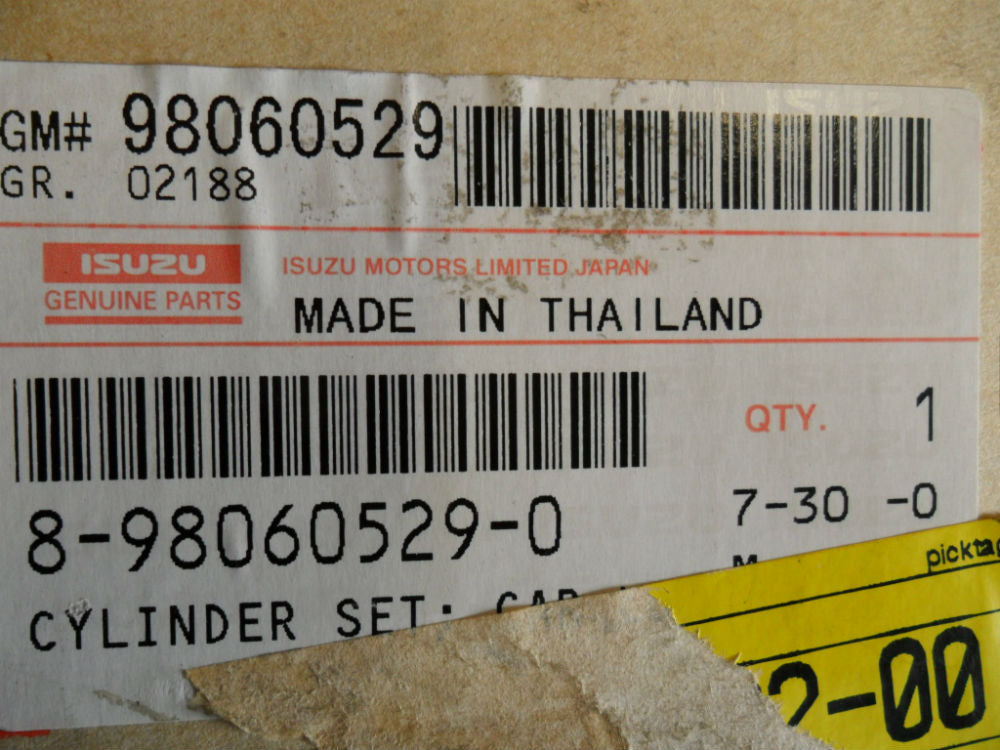 GM# 98060529
GR. 02188
ISUZU
GENUINE PARTS
ISUZU MOTORS LIMITED.JAPAN
MADE IN THAILAND
QTY. 1
8-98060529-0
7-30 -0
CYLINDER SET:
2-00